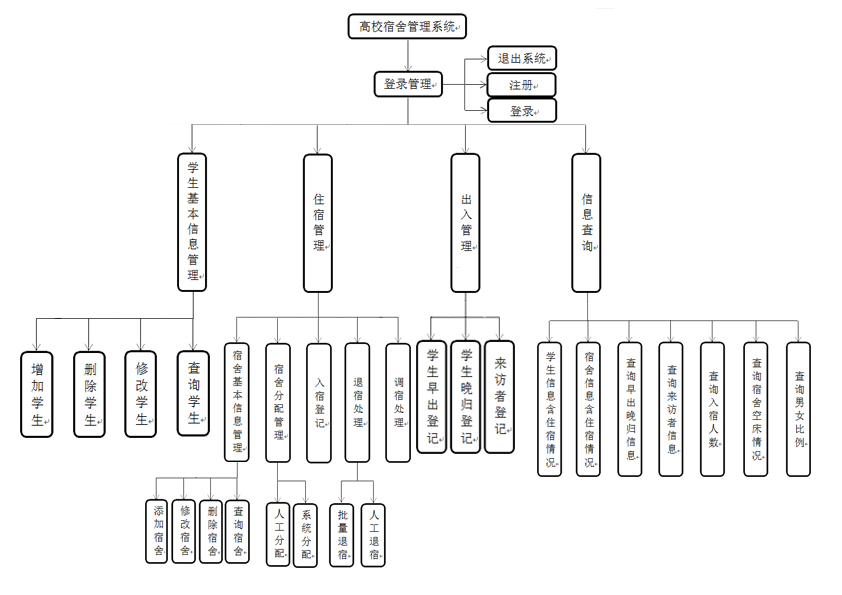 高校宿舍管理系统
登录管理
退出系统
注册
登录
学生基本信息管理
住宿管理
出入管理
信息查询
增加学生
删除学生
修改学生
查询学生
宿舍基本信息管理
宿舍分配管理
入宿登记
退宿处理
调宿处理
学生早出登记
学生晚归登记
来访者登记
学生信息含住宿情况
宿舍信息含住宿情况
查询早出晚归信息
查询来访者信息
查询入宿人数
查询宿舍空床情况
查询男女比例
添加宿舍
修改宿舍
删除宿舍
查询宿舍
人工分配
系统分配
批量退宿
人工退宿